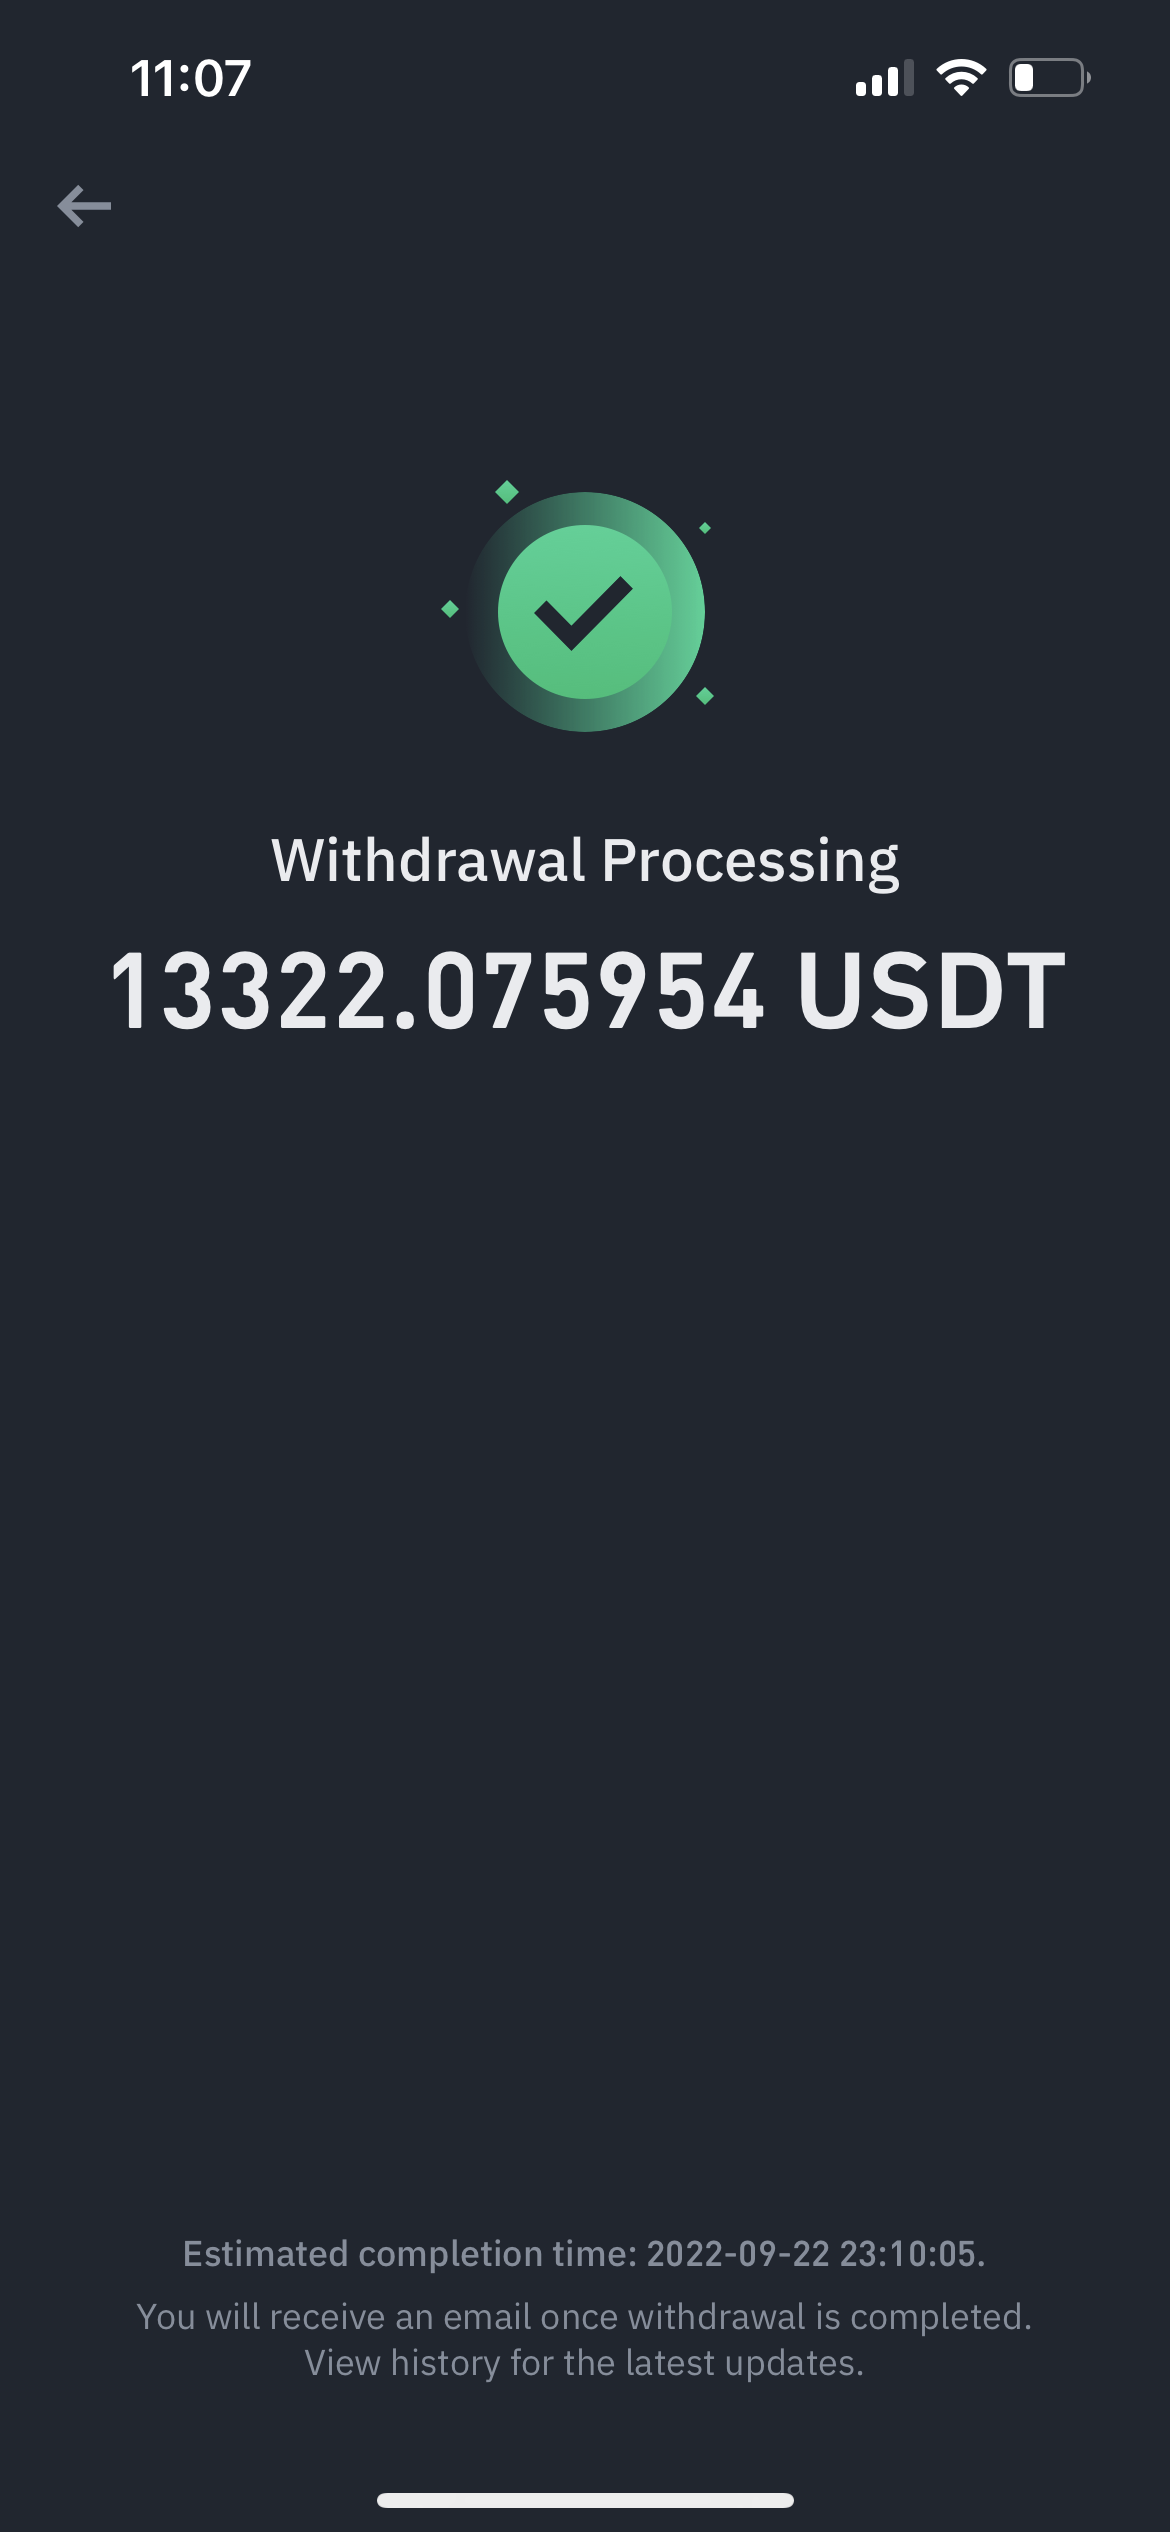 11:07
Withdrawal Processing
13322.075954 USDT
Estimated completion time: 2022-09-22 23:10:05.
You will receive an email once withdrawal is completed.
View history for the latest updates.